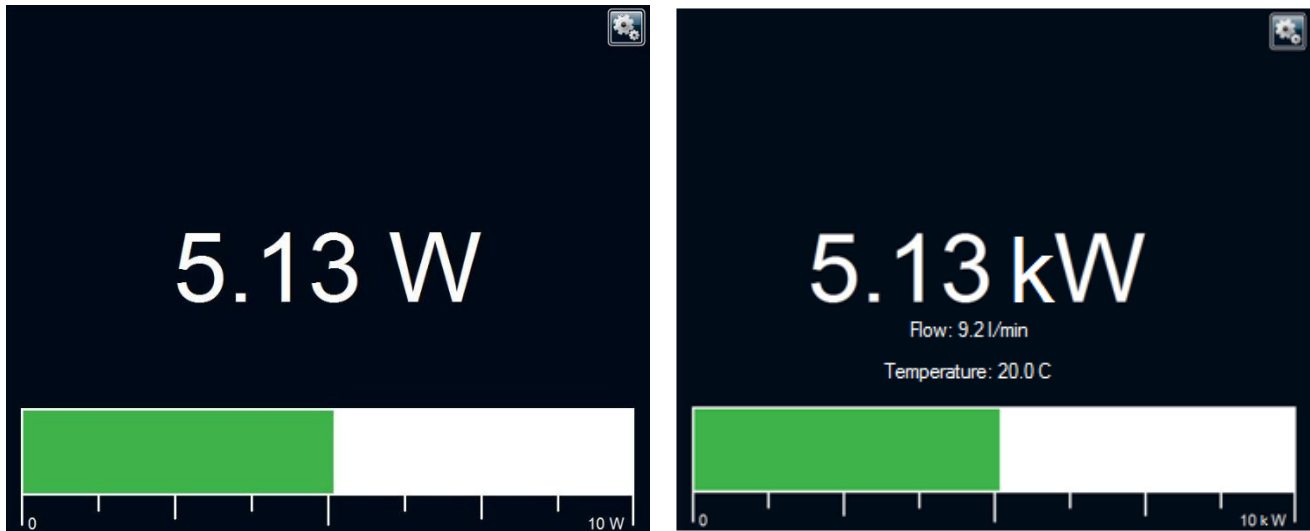 5.13 W
0
10 W
5.13 kW
Flow: 9.2 l/min
Temperature: 20.0 C
0
10 kW